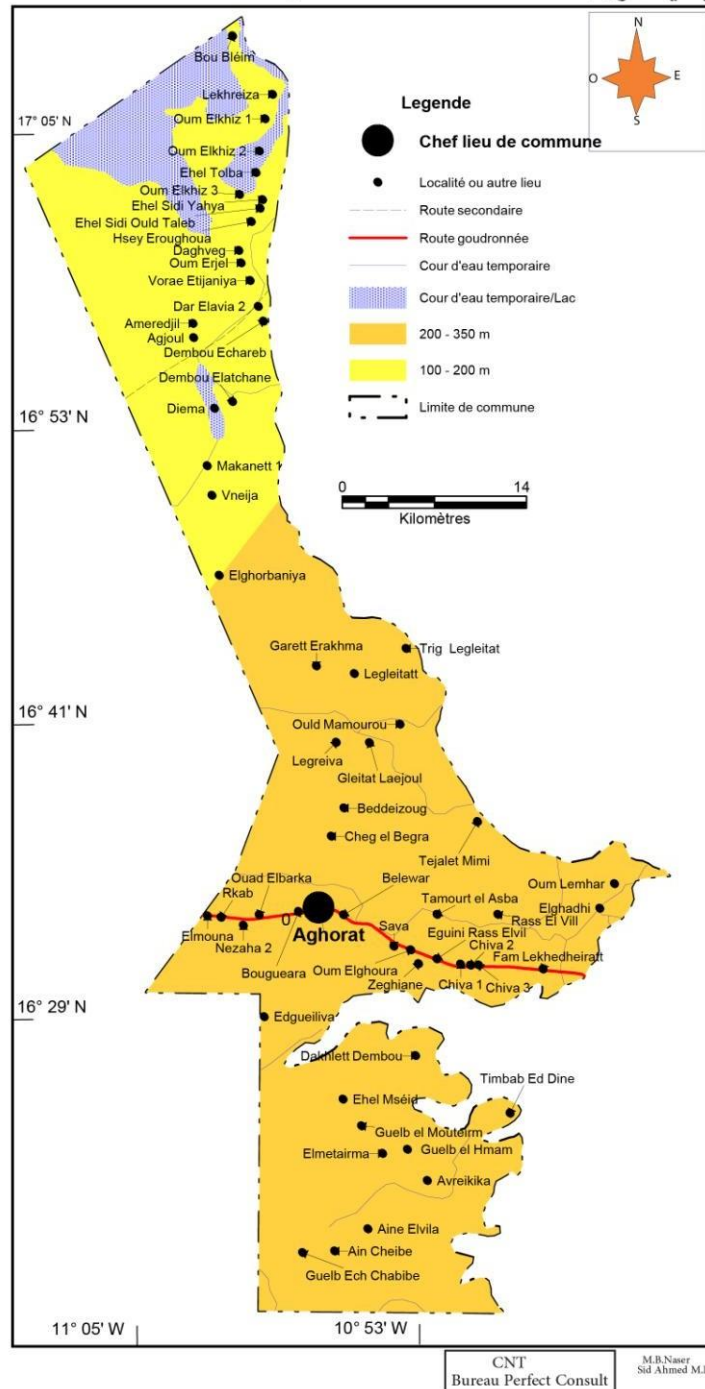 N
O
E
S
Legende
Chef lieu de commune
Localité ou autre lieu
Route secondaire
Route goudronnée
Cour d'eau temporaire
Cour d'eau temporaire/Lac
200 - 350 m
100 - 200 m
Limite de commune
0 14
Kilomètres
17° 05' N
16° 53' N
16° 41' N
16° 29' N
11° 05' W
10° 53' W
Bou Bléim
Lekhreiza
Oum Elkhiz 1
Oum Elkhiz 2
Ehel Tolba
Oum Elkhiz 3
Ehel Sidi Yahya
Ehel Sidi Ould Taleb
Hsey Eroughoua
Daghveg
Oum Erjel
Vorae Etijaniya
Dar Elavia 2
Ameredjil
Agjoul
Dembou Echareb
Dembou Elatchane
Diema
Makanett 1
Vneija
Elghorbaniya
Garett Erakhma
Trig Legleitat
Legleitatt
Ould Mamourou
Legreiva
Gleitat Laejoul
Beddeizoug
Cheg el Begra
Tejalet Mimi
Ouad Elbarka
Belewar
Oum Lemhar
Rkab
Tamourt el Asba
Elghadhi
Rass El Vill
0
Elmouna
Aghorat
Sava
Eguini Rass Elvil
Nezaha 2
Chiva 2
Fam Lekhedheiratt
Bougueara
Oum Elghoura
Zeghiane
Chiva 1
Chiva 3
Edgueiliva
Dakhlett Dembou
Timbab Ed Dine
Ehel Mséid
Guelb el Mouteirm
Elmetairma
Guelb el Hmam
Avreikika
Aine Elvila
Ain Cheibe
Guelb Ech Chabibe
CNT
Bureau Perfect Consult
M.B.Naser